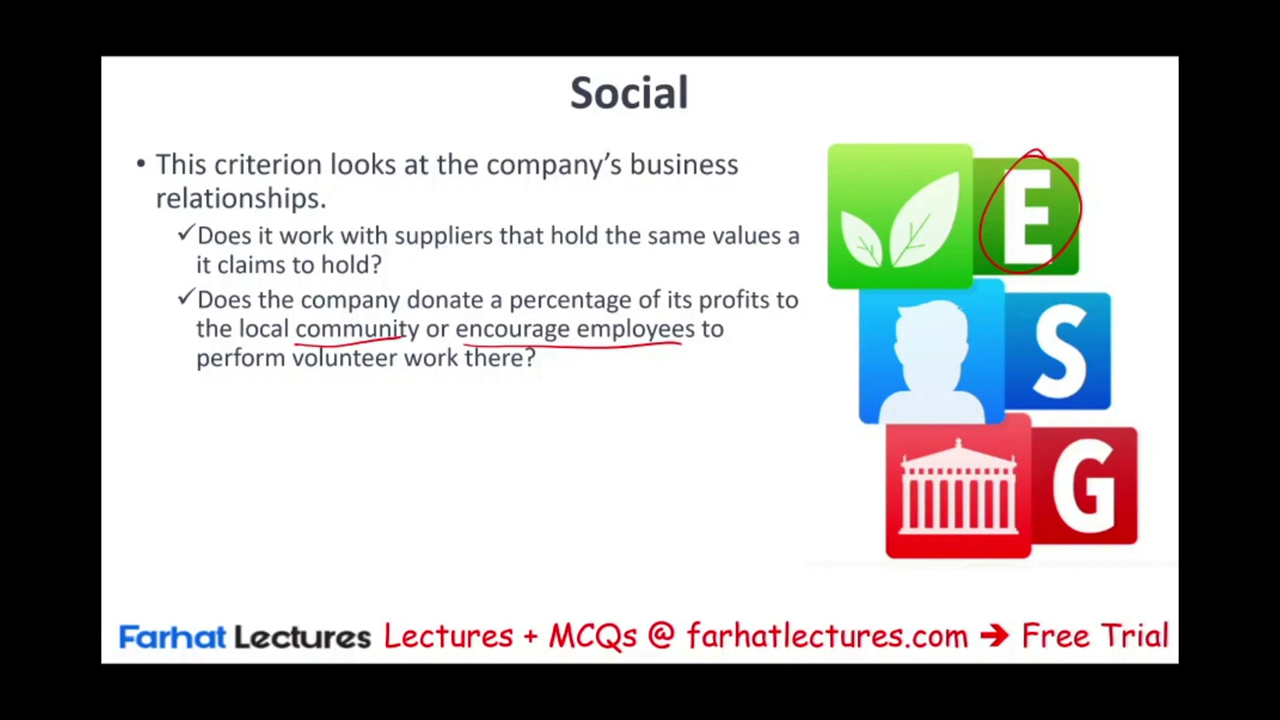 Social
• This criterion looks at the company's business
relationships.
✓Does it work with suppliers that hold the same values a
it claims to hold?
✓Does the company donate a percentage of its profits to
the local community or encourage employees to
perform volunteer work there?
E
S
G
Farhat Lectures Lectures + MCQs @ farhatlectures.com → Free Trial